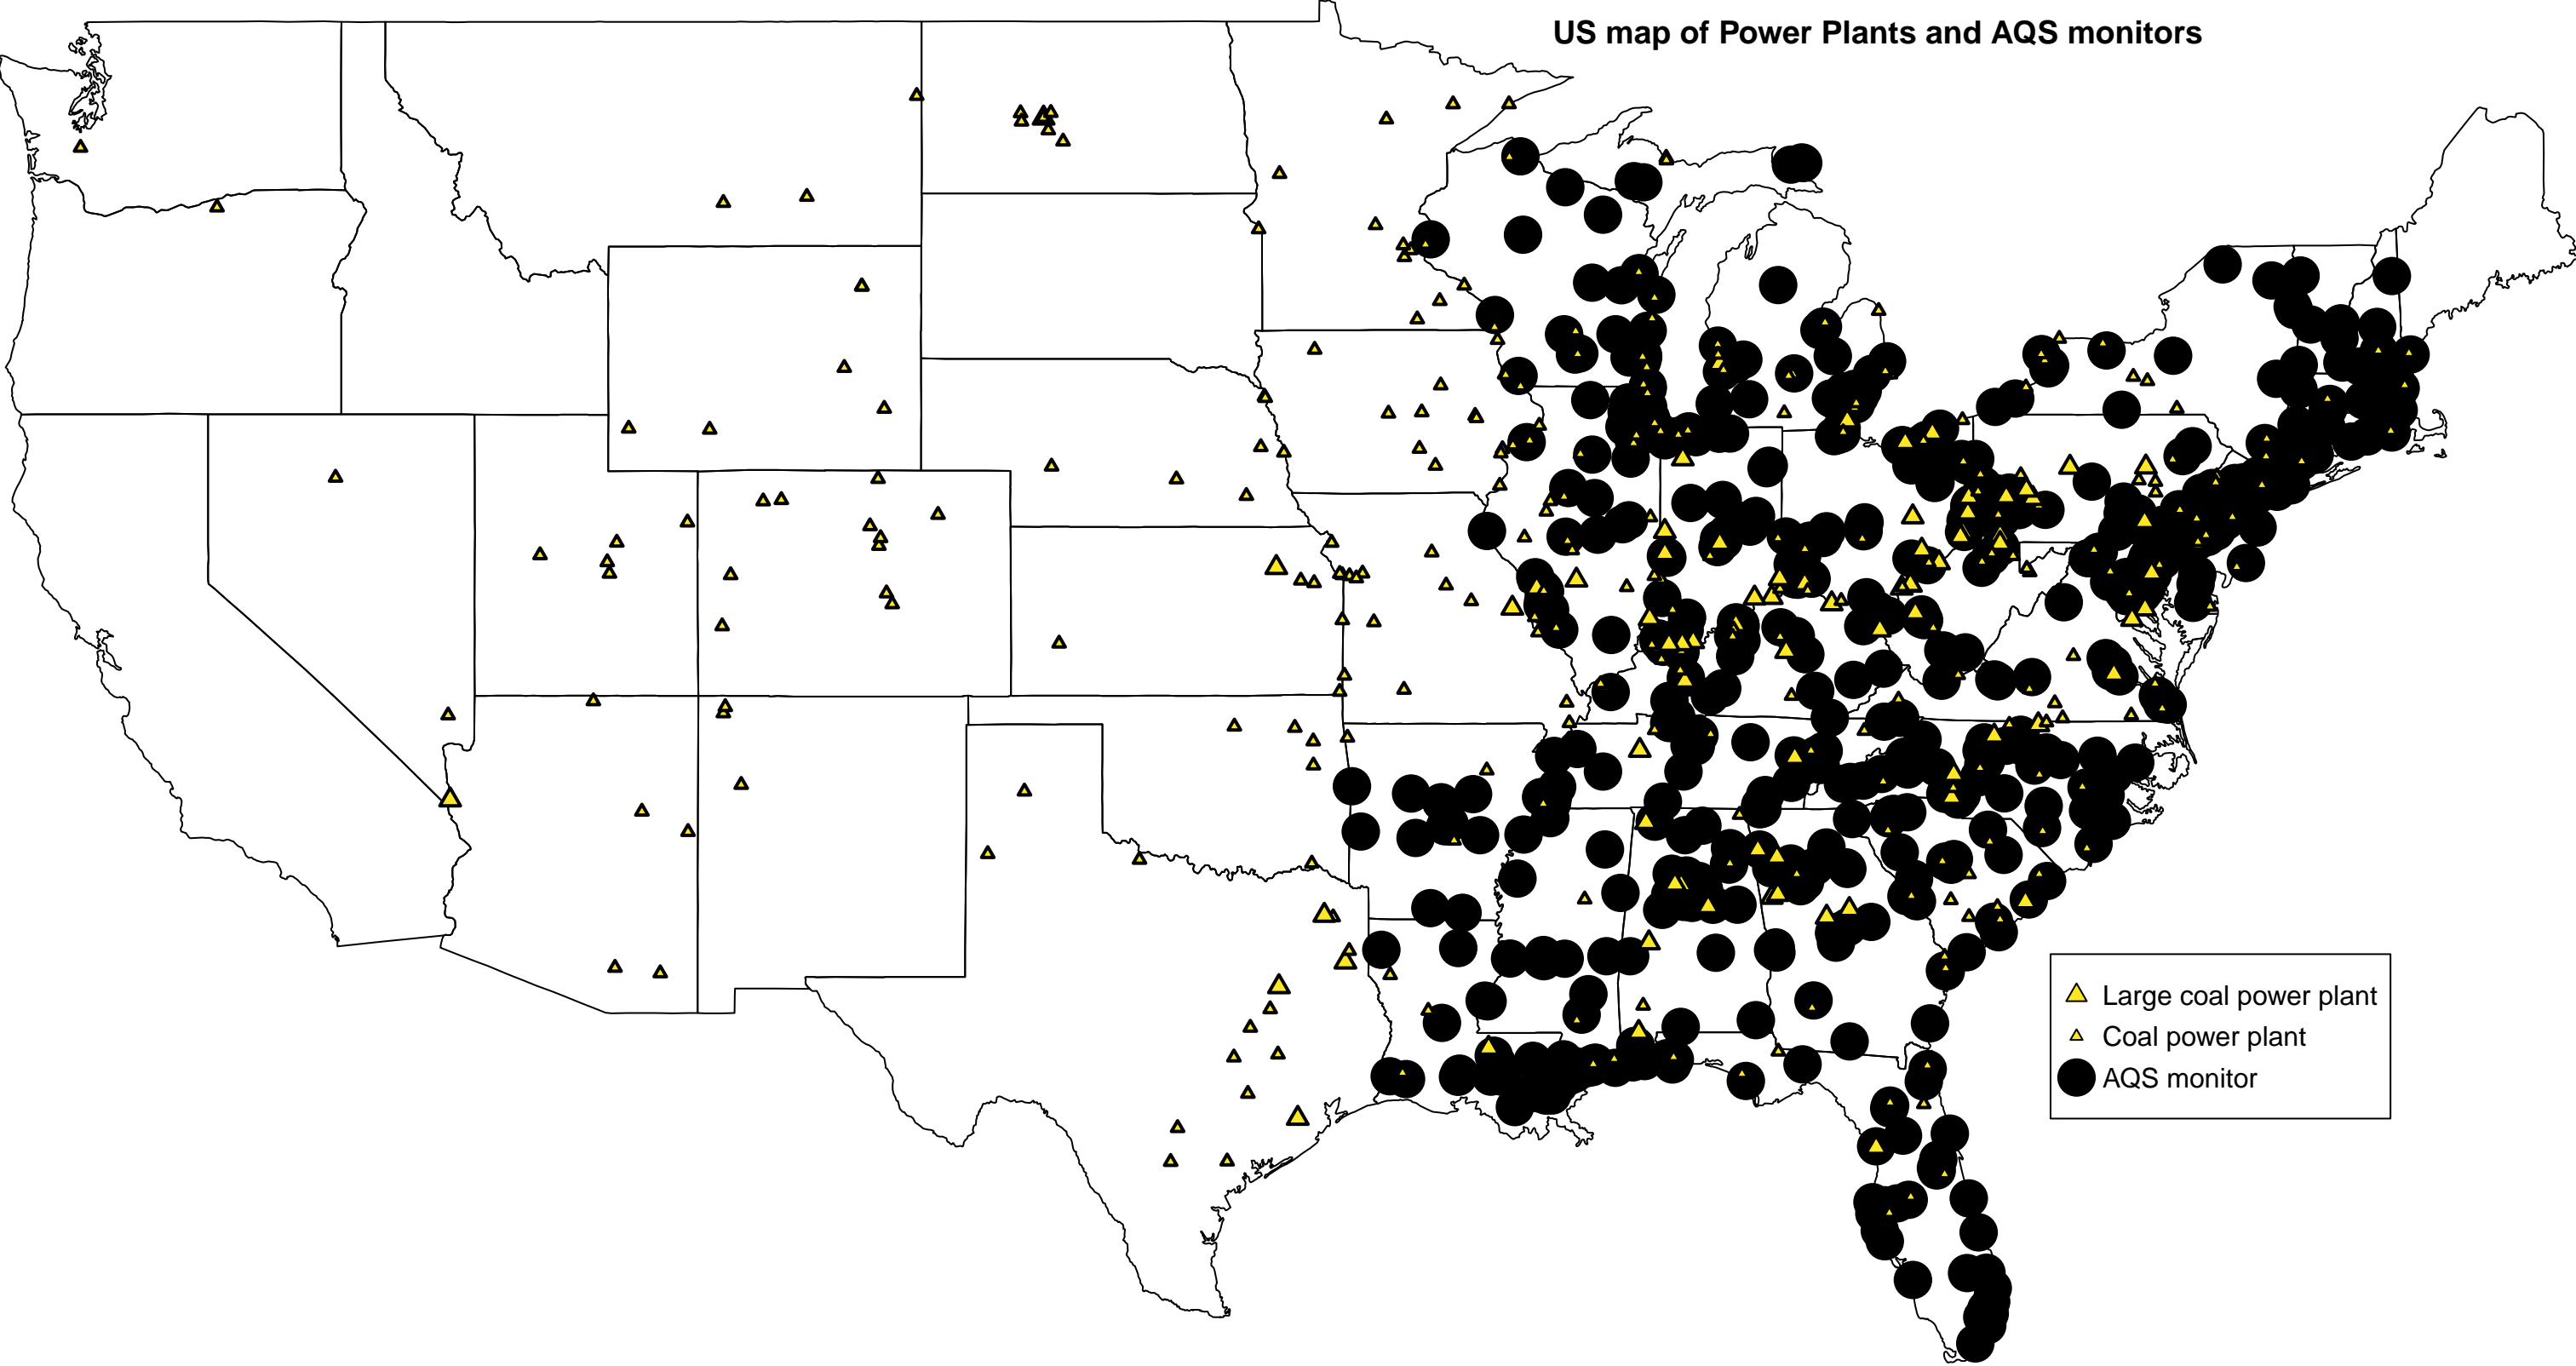 US map of Power Plants and AQS monitors
Large coal power plant
Coal power plant
AQS monitor